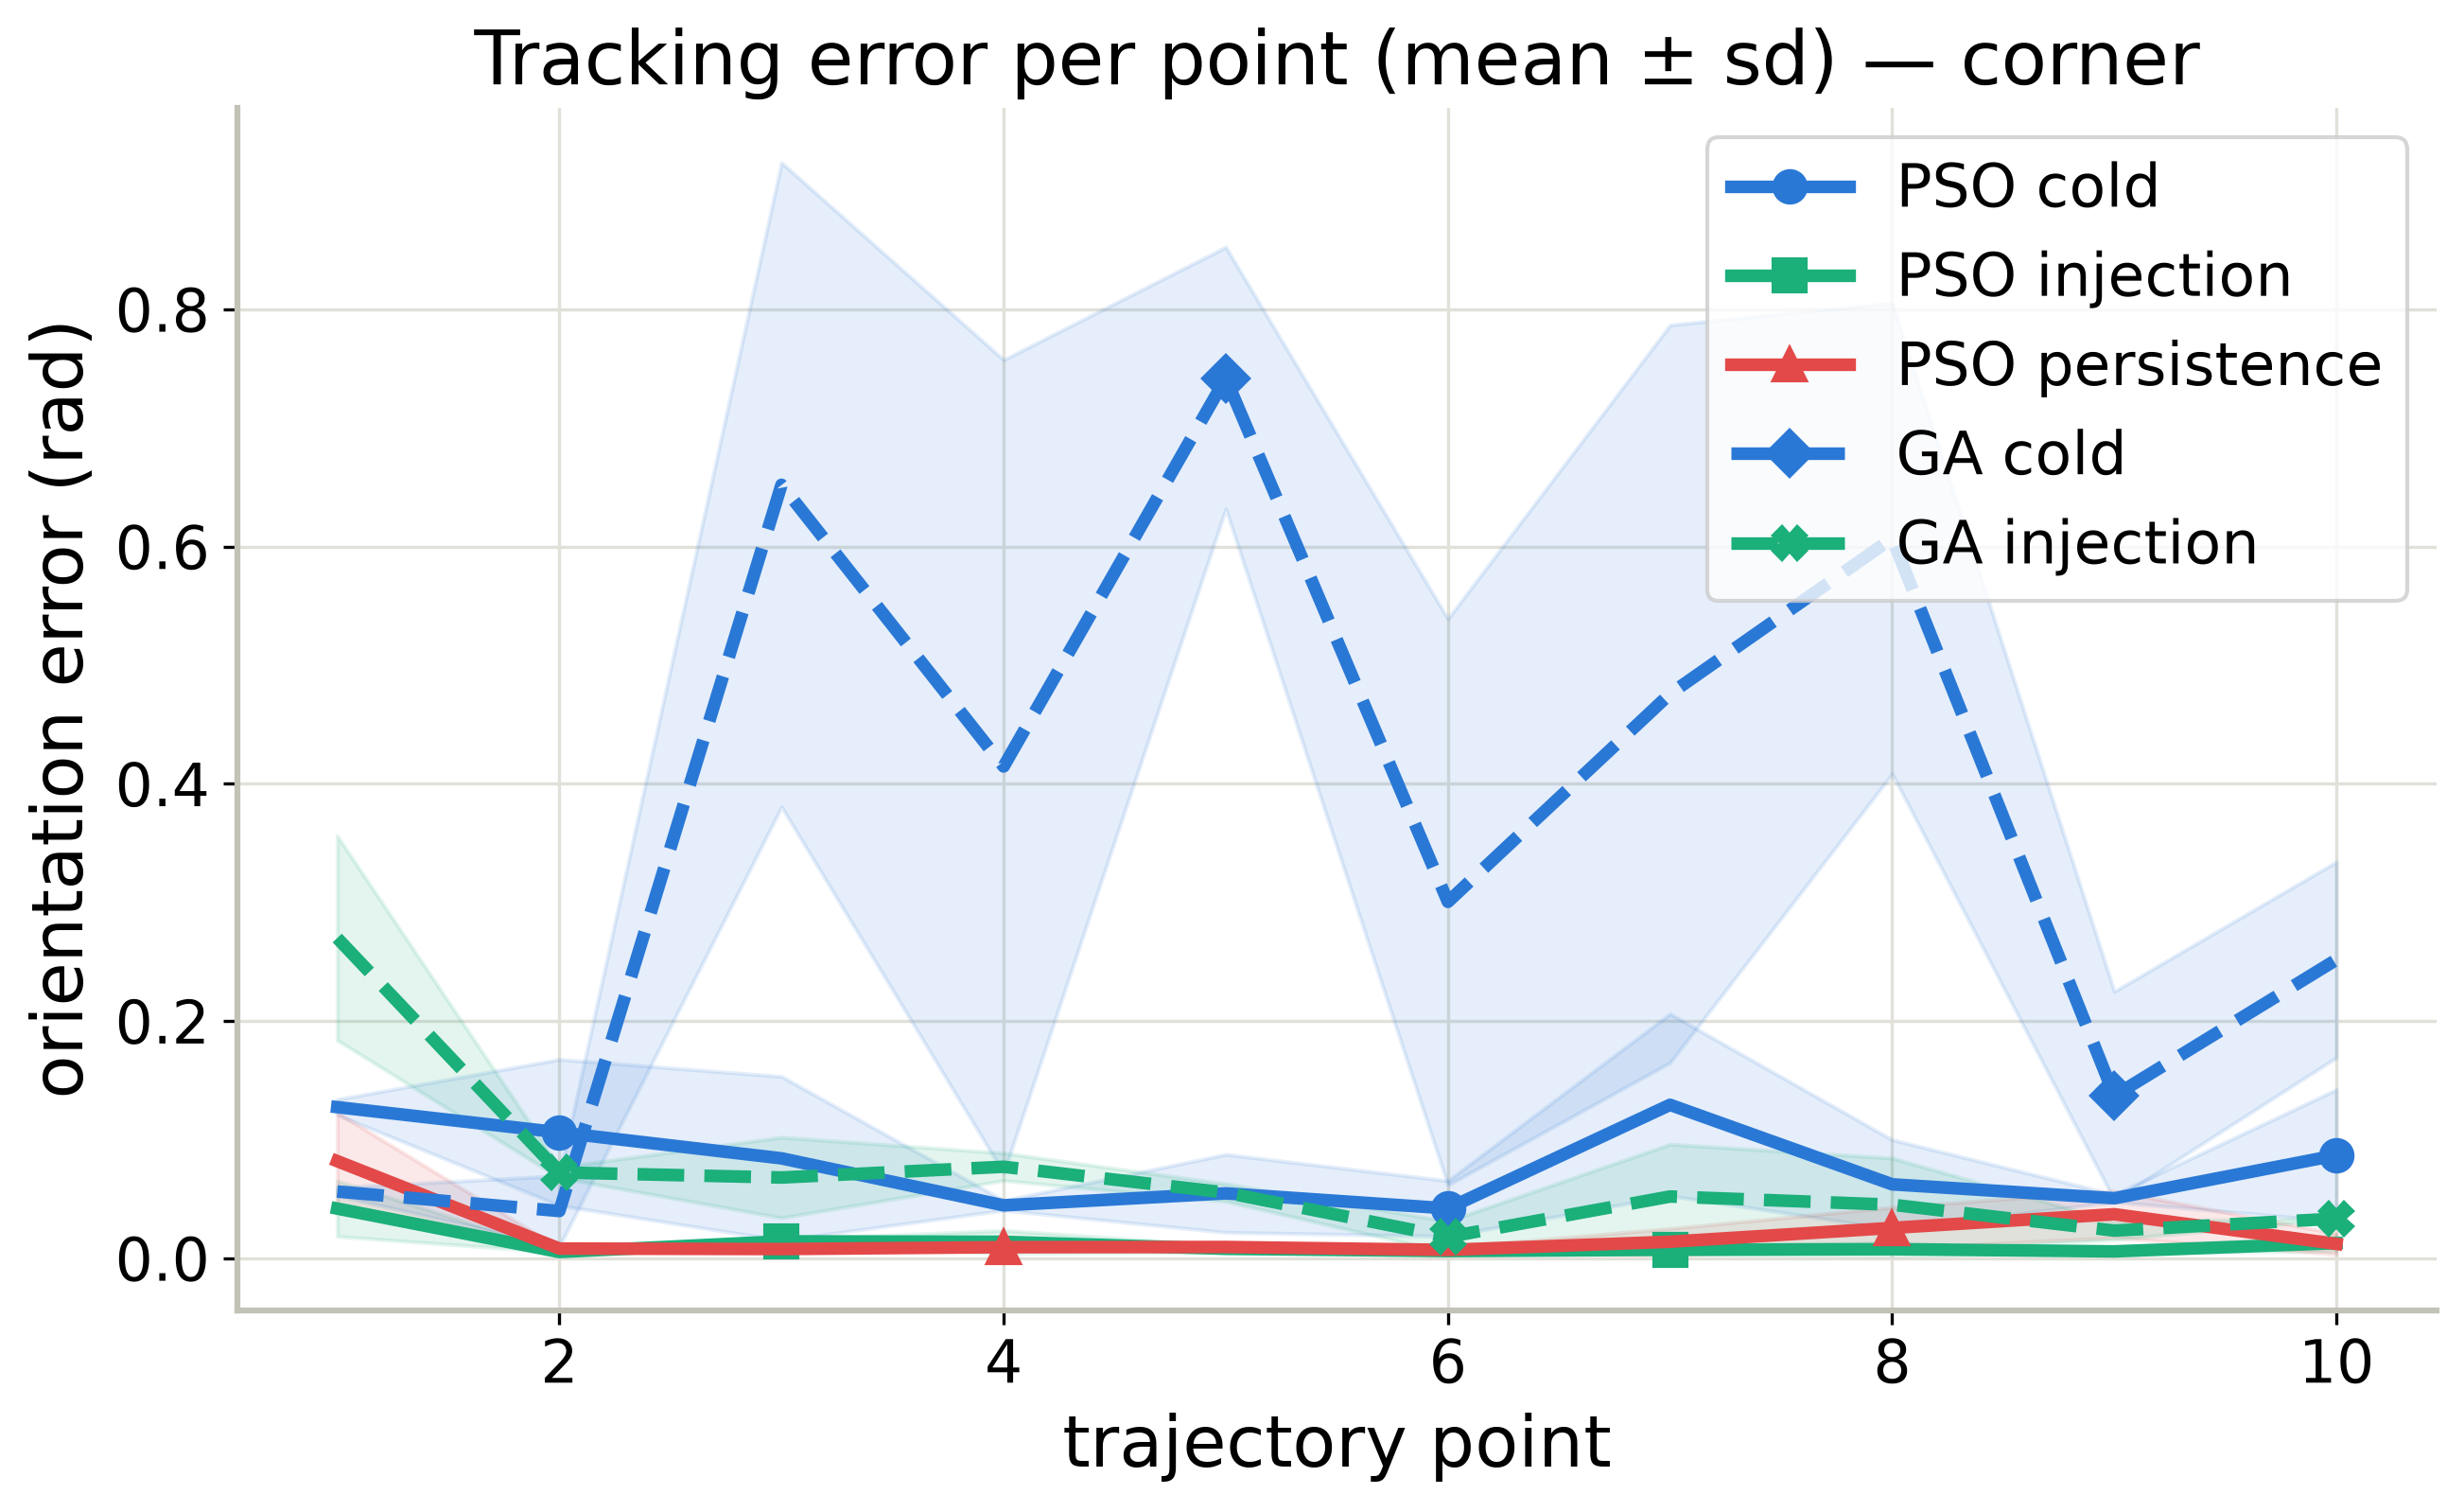 Tracking error per point (mean ± sd) — corner
PSO cold
PSO injection
PSO persistence
GA cold
GA injection
orientation error (rad)
0.8
0.6
0.4
0.2
0.0
2 4 6 8 10
trajectory point